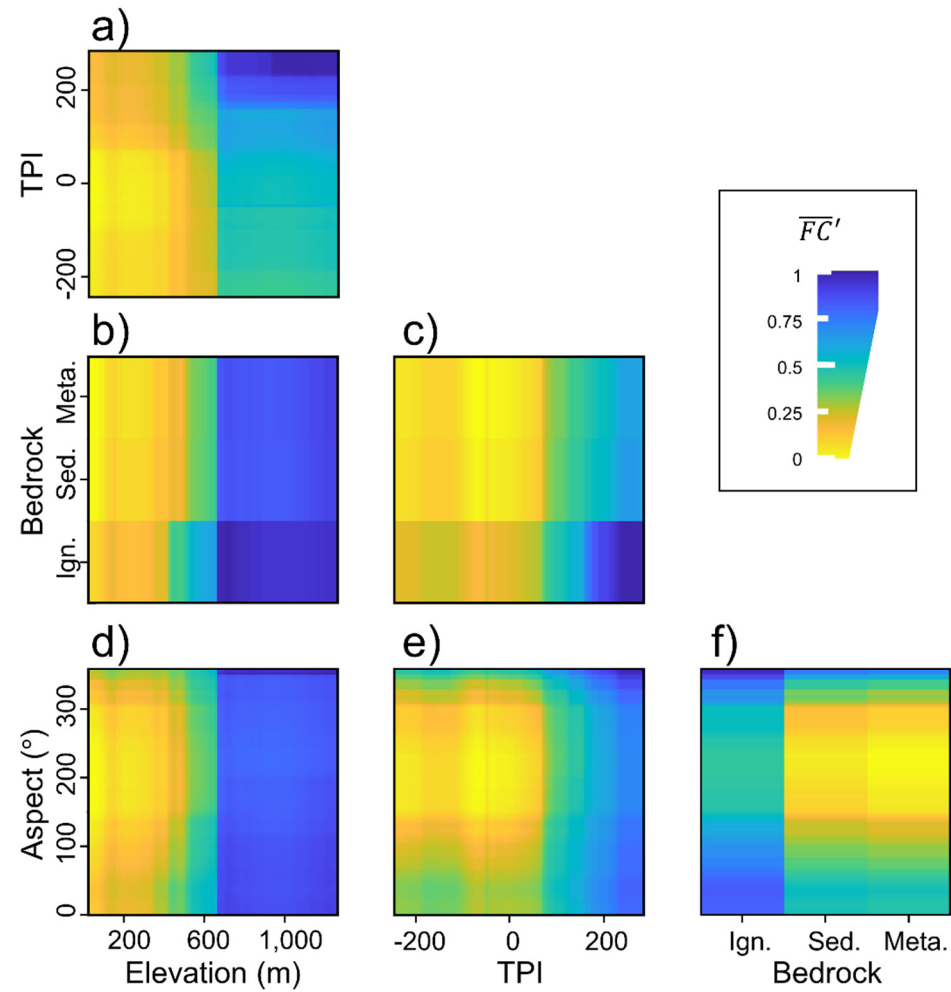 a)
200
0
-200
TPI
F̅C̅′
1
0.75
0.5
0.25
0
b)
c)
Meta.
Sed.
Ign.
Bedrock
d)
e)
f)
300
200
100
0
Aspect (°)
200 600 1,000
Elevation (m)
-200 0 200
TPI
Ign. Sed. Meta.
Bedrock